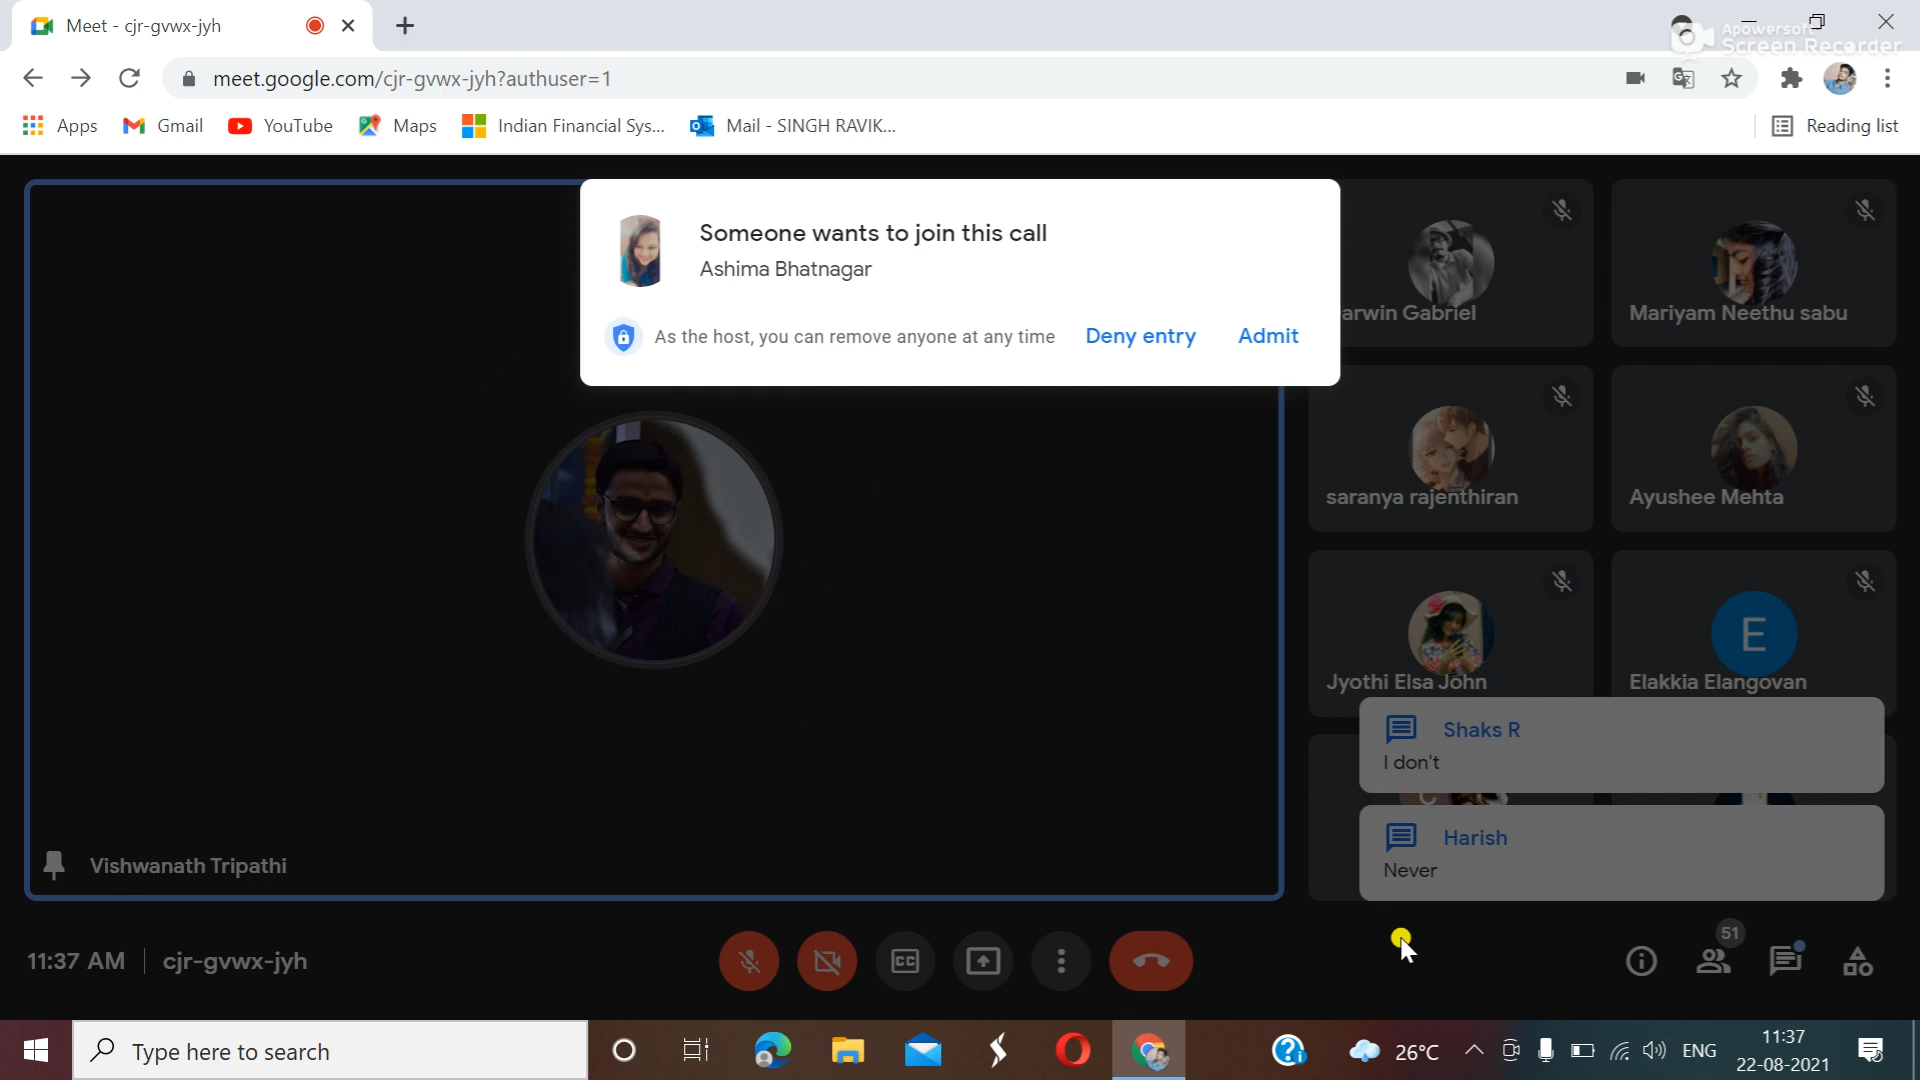 Meet - cjr-gvwx-jyh
Apowersoft
Screen Recorder
meet.google.com/cjr-gvwx-jyh?authuser=1
Apps
Gmail
YouTube
Maps
Indian Financial Sys...
Mail - SINGH RAVIK...
Reading list
Someone wants to join this call
Ashima Bhatnagar
As the host, you can remove anyone at any time
Deny entry
Admit
arwin Gabriel
Mariyam Neethu sabu
saranya rajenthiran
Ayushee Mehta
E
Jyothi Elsa John
Elakkia Elangovan
Shaks R
I don't
C
Harish
Never
Vishwanath Tripathi
11:37 AM
cjr-gvwx-jyh
CC
51
Type here to search
26°C
ENG
11:37
22-08-2021